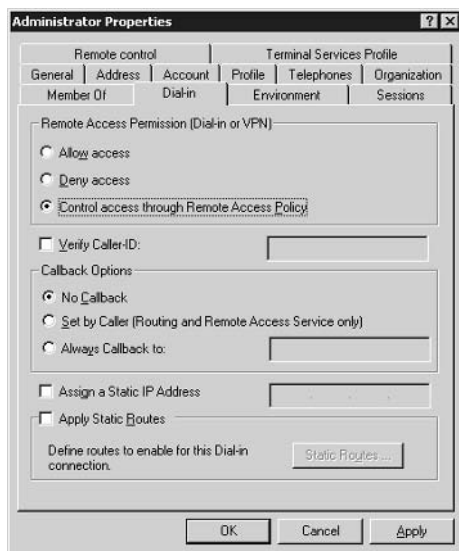 Administrator Properties
Remote control Terminal Services Profile
General Address Account Profile Telephones Organization
Member Of Dial-in Environment Sessions
Remote Access Permission (Dial-in or VPN)
Allow access
Deny access
Control access through Remote Access Policy
Verify Caller-ID:
Callback Options
No Callback
Set by Caller (Routing and Remote Access Service only)
Always Callback to:
Assign a Static IP Address
Apply Static Routes
Define routes to enable for this Dial-in
connection.
Static Routes ...
OK Cancel Apply